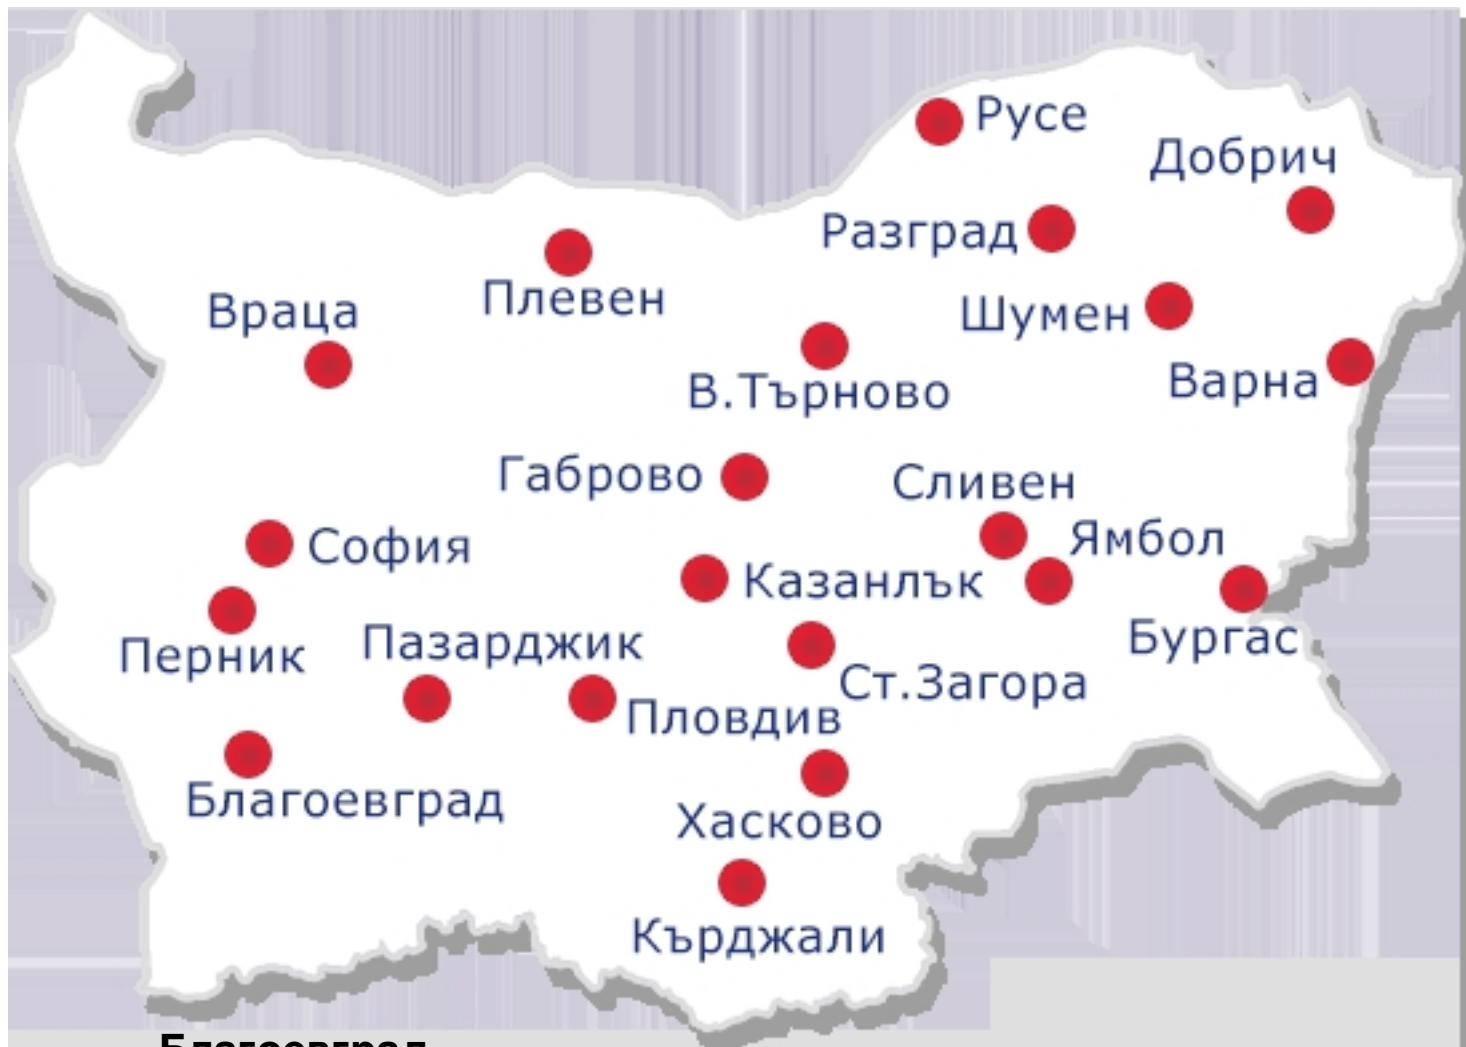 Русе
Добрич
Разград
Плевен
Враца
Шумен
В.Търново
Варна
Габрово
Сливен
Ямбол
София
Казанлък
Перник
Пазарджик
Бургас
Ст.Загора
Пловдив
Благоевград
Хасково
Кърджали
Благоевград